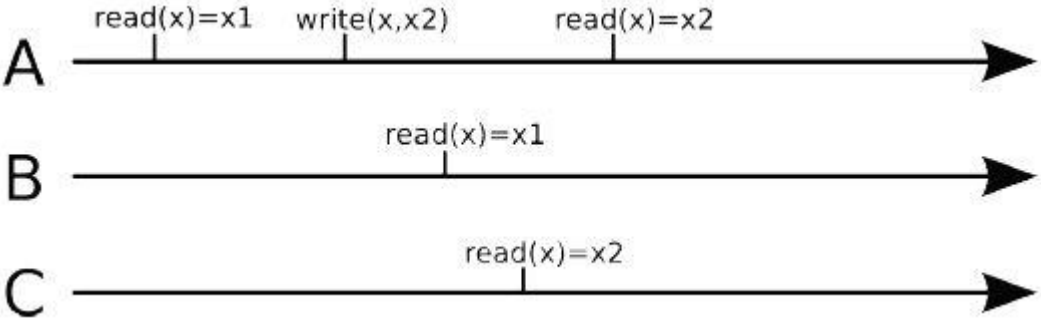 read(x)=x1 write(x,x2) read(x)=x2
A
read(x)=x1
B
read(x)=x2
C